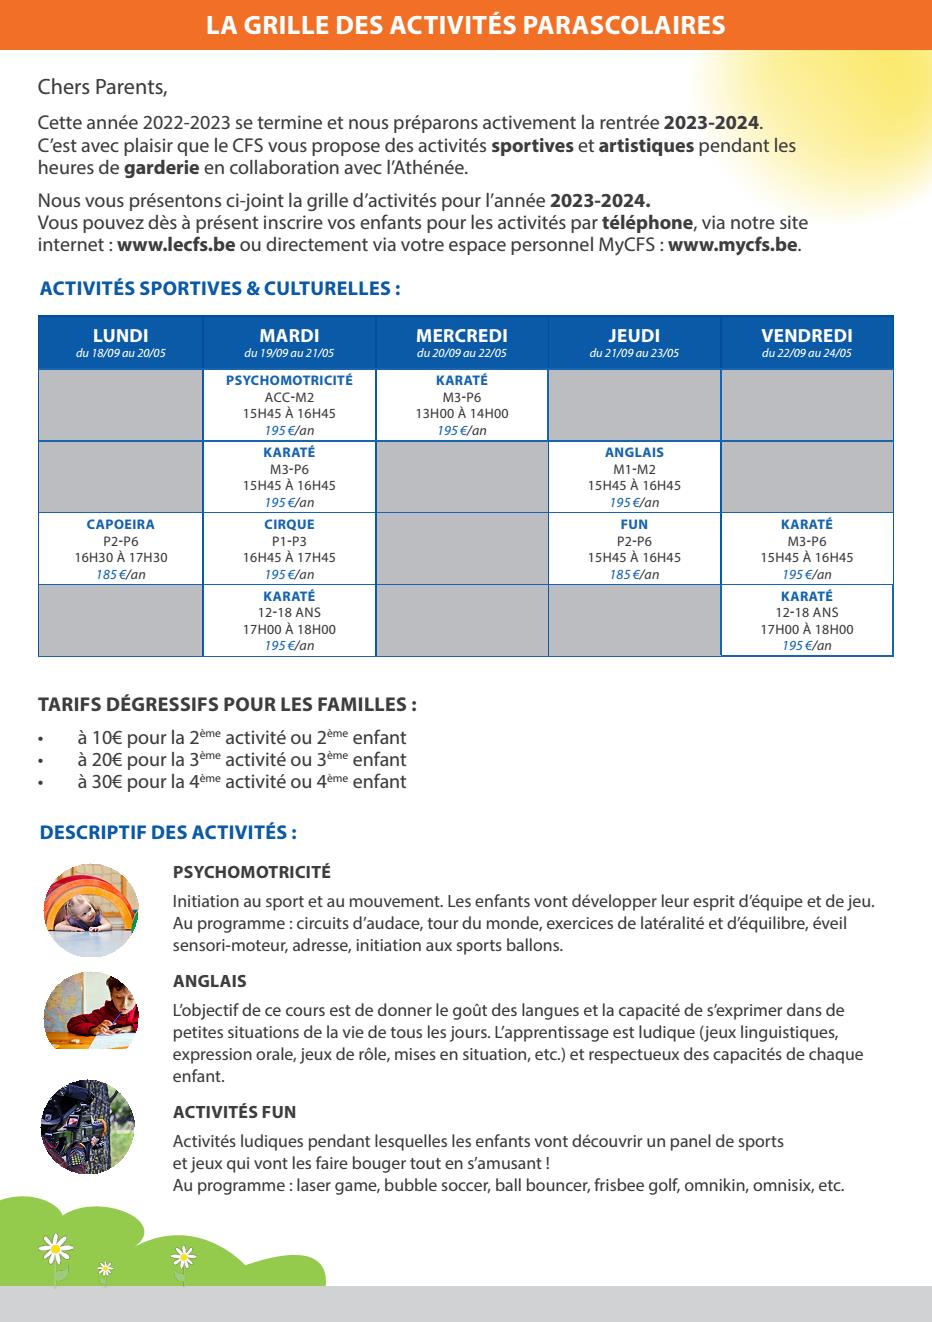 LA GRILLE DES ACTIVITÉS PARASCOLAIRES
Chers Parents,
Cette année 2022-2023 se termine et nous préparons activement la rentrée 2023-2024.
C’est avec plaisir que le CFS vous propose des activités sportives et artistiques pendant les
heures de garderie en collaboration avec l’Athénée.
Nous vous présentons ci-joint la grille d’activités pour l’année 2023-2024.
Vous pouvez dès à présent inscrire vos enfants pour les activités par téléphone, via notre site
internet : www.lecfs.be ou directement via votre espace personnel MyCFS : www.mycfs.be.
ACTIVITÉS SPORTIVES & CULTURELLES :
LUNDI MARDI MERCREDI JEUDI VENDREDI
du 18/09 au 20/05 du 19/09 au 21/05 du 20/09 au 22/05 du 21/09 au 23/05 du 22/09 au 24/05
PSYCHOMOTRICITÉ KARATÉ
ACC-M2 M3-P6
15H45 À 16H45 13H00 À 14H00
195 €/an 195 €/an
KARATÉ ANGLAIS
M3-P6 M1-M2
15H45 À 16H45 15H45 À 16H45
195 €/an 195 €/an
CAPOEIRA CIRQUE FUN KARATÉ
P2-P6 P1-P3 P2-P6 M3-P6
16H30 À 17H30 16H45 À 17H45 15H45 À 16H45 15H45 À 16H45
185 €/an 195 €/an 185 €/an 195 €/an
KARATÉ KARATÉ
12-18 ANS 12-18 ANS
17H00 À 18H00 17H00 À 18H00
195 €/an 195 €/an
TARIFS DÉGRESSIFS POUR LES FAMILLES :
• à 10€ pour la 2ème activité ou 2ème enfant
• à 20€ pour la 3ème activité ou 3ème enfant
• à 30€ pour la 4ème activité ou 4ème enfant
DESCRIPTIF DES ACTIVITÉS :
PSYCHOMOTRICITÉ
Initiation au sport et au mouvement. Les enfants vont développer leur esprit d’équipe et de jeu.
Au programme : circuits d’audace, tour du monde, exercices de latéralité et d’équilibre, éveil
sensori-moteur, adresse, initiation aux sports ballons.
ANGLAIS
L’objectif de ce cours est de donner le goût des langues et la capacité de s’exprimer dans de
petites situations de la vie de tous les jours. L’apprentissage est ludique (jeux linguistiques,
expression orale, jeux de rôle, mises en situation, etc.) et respectueux des capacités de chaque
enfant.
ACTIVITÉS FUN
Activités ludiques pendant lesquelles les enfants vont découvrir un panel de sports
et jeux qui vont les faire bouger tout en s’amusant !
Au programme : laser game, bubble soccer, ball bouncer, frisbee golf, omnikin, omnisix, etc.